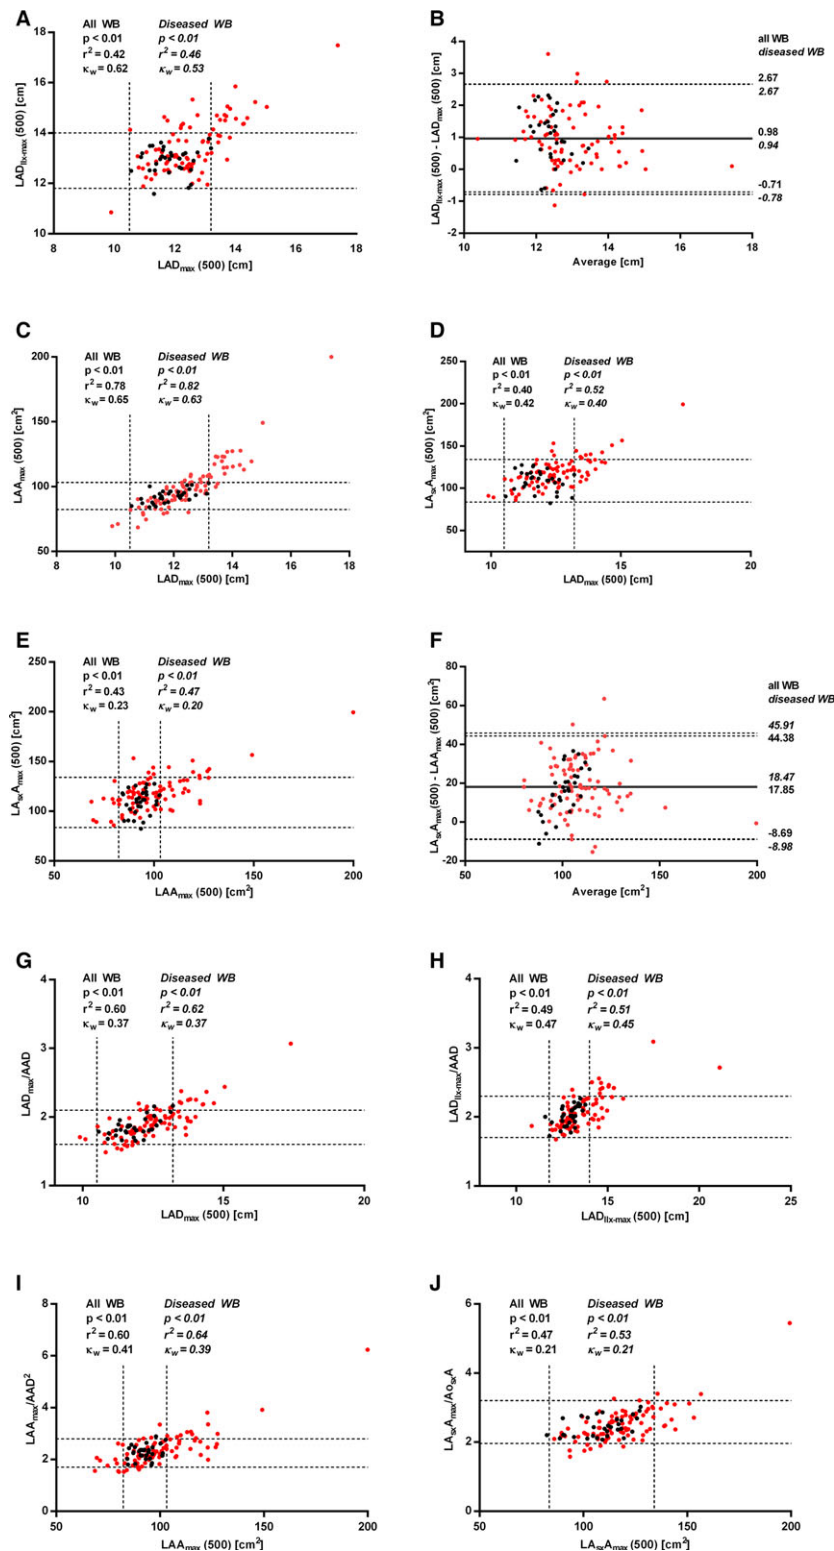 A
All WB Diseased WB
p < 0.01 p < 0.01
r² = 0.42 r² = 0.46
κw = 0.62 κw = 0.53
18
16
14
12
10
LADllx-max (500) [cm]
8 10 12 14 16 18
LADmax (500) [cm]
B
all WB
diseased WB
4
3
2
1
0
-1
-2
LADllx-max (500) - LADmax (500) [cm]
2.67
2.67
0.98
0.94
-0.71
-0.78
10 12 14 16 18
Average [cm]
C
All WB Diseased WB
p < 0.01 p < 0.01
r² = 0.78 r² = 0.82
κw = 0.65 κw = 0.63
200
150
100
50
LAAmax (500) [cm²]
8 10 12 14 16 18
LADmax (500) [cm]
D
All WB Diseased WB
p < 0.01 p < 0.01
r² = 0.40 r² = 0.52
κw = 0.42 κw = 0.40
250
200
150
100
50
LAsxAmax (500) [cm²]
10 15 20
LADmax (500) [cm]
E
All WB Diseased WB
p < 0.01 p < 0.01
r² = 0.43 r² = 0.47
κw = 0.23 κw = 0.20
250
200
150
100
50
LAsxAmax (500) [cm²]
50 100 150 200
LAAmax (500) [cm²]
F
all WB
diseased WB
80
60
40
20
0
-20
LAsxAmax(500) - LAAmax (500) [cm²]
45.91
44.38
18.47
17.85
-8.69
-8.98
50 100 150 200
Average [cm²]
G
All WB Diseased WB
p < 0.01 p < 0.01
r² = 0.60 r² = 0.62
κw = 0.37 κw = 0.37
4
3
2
1
LADmax/AAD
10 15 20
LADmax (500) [cm]
H
All WB Diseased WB
p < 0.01 p < 0.01
r² = 0.49 r² = 0.51
κw = 0.47 κw = 0.45
4
3
2
1
LADllx-max/AAD
10 15 20 25
LADllx-max (500) [cm]
I
All WB Diseased WB
p < 0.01 p < 0.01
r² = 0.60 r² = 0.64
κw = 0.41 κw = 0.39
8
6
4
2
0
LAAmax/AAD²
50 100 150 200
LAAmax (500) [cm²]
J
All WB Diseased WB
p < 0.01 p < 0.01
r² = 0.47 r² = 0.53
κw = 0.21 κw = 0.21
6
4
2
0
LAsxAmax/AosxA
50 100 150 200
LAsxAmax (500) [cm²]